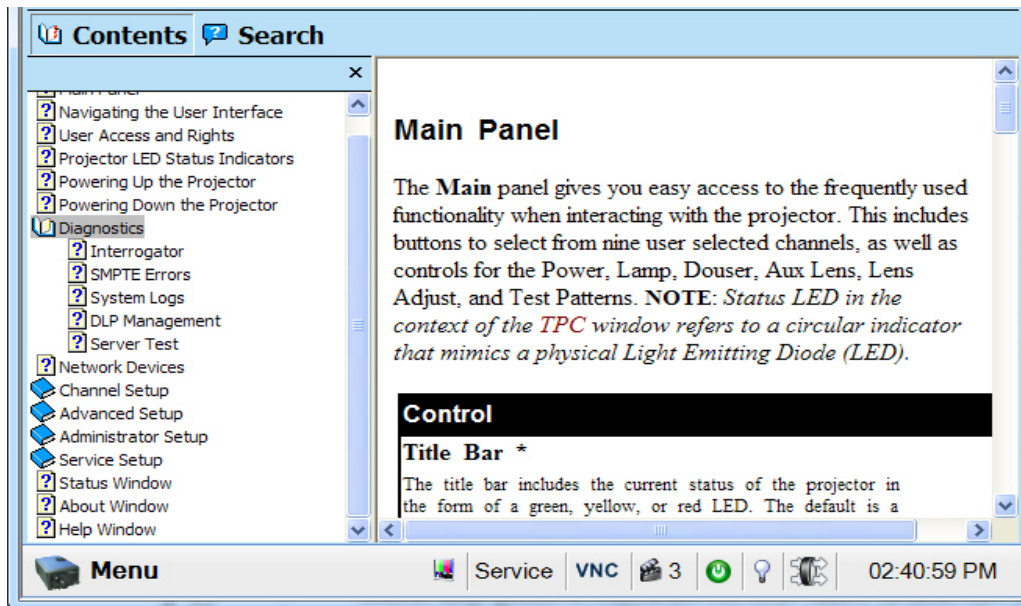 Contents Search
×
Main Panel
Navigating the User Interface
User Access and Rights
Projector LED Status Indicators
Powering Up the Projector
Powering Down the Projector
Diagnostics
Interrogator
SMPTE Errors
System Logs
DLP Management
Server Test
Network Devices
Channel Setup
Advanced Setup
Administrator Setup
Service Setup
Status Window
About Window
Help Window
Main Panel
The Main panel gives you easy access to the frequently used
functionality when interacting with the projector. This includes
buttons to select from nine user selected channels, as well as
controls for the Power, Lamp, Douser, Aux Lens, Lens
Adjust, and Test Patterns. NOTE: Status LED in the
context of the TPC window refers to a circular indicator
that mimics a physical Light Emitting Diode (LED).
Control
Title Bar *
The title bar includes the current status of the projector in
the form of a green, yellow, or red LED. The default is a
Menu Service VNC 3 02:40:59 PM